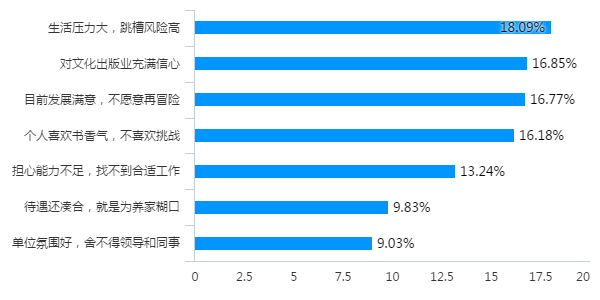 生活压力大，跳槽风险高
18.09%
对文化出版业充满信心
16.85%
目前发展满意，不愿意再冒险
16.77%
个人喜欢书香气，不喜欢挑战
16.18%
担心能力不足，找不到合适工作
13.24%
待遇还凑合，就是为养家糊口
9.83%
单位氛围好，舍不得领导和同事
9.03%
0 2.5 5 7.5 10 12.5 15 17.5 20